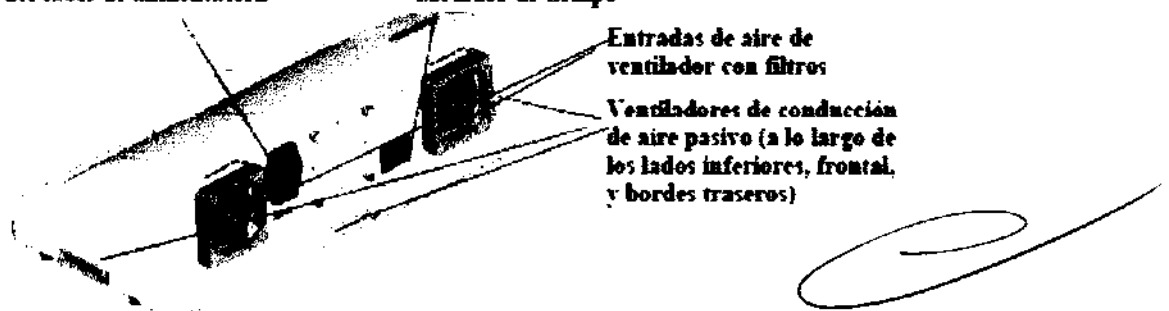 Entradas de aire de
ventilador con filtros
Ventiladores de conducción
de aire pasivo (a lo largo de
los lados inferiores, frontal,
y bordes traseros)